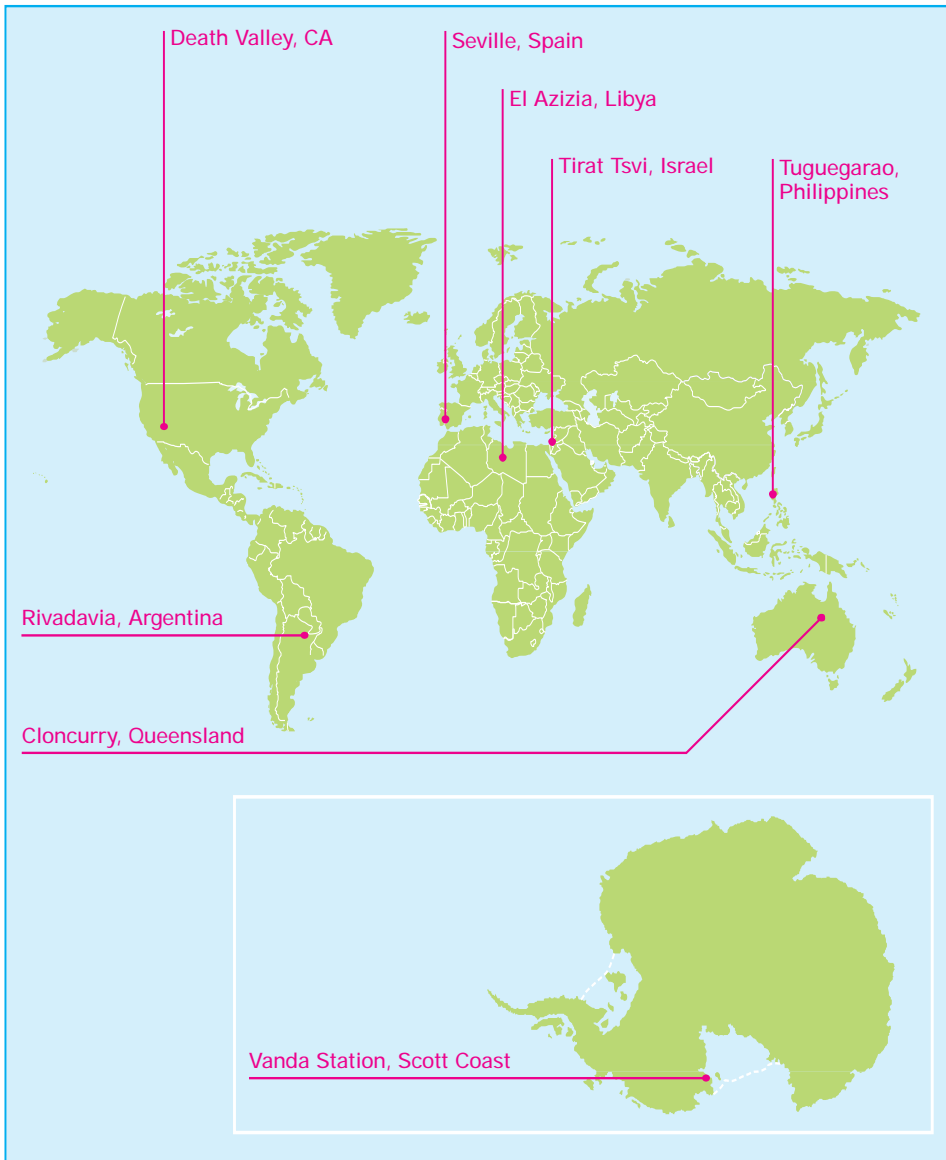 Death Valley, CA
Seville, Spain
El Azizia, Libya
Tirat Tsvi, Israel
Tuguegarao,
Philippines
Rivadavia, Argentina
Cloncurry, Queensland
Vanda Station, Scott Coast